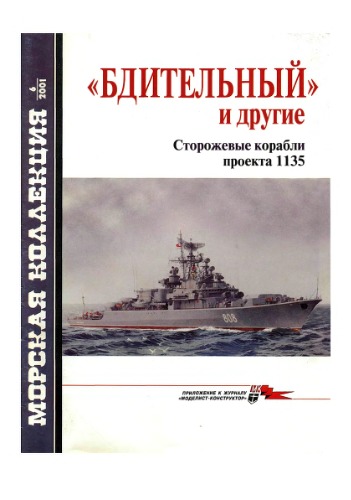 «БДИТЕЛЬНЫЙ»
и другие
Сторожевые корабли
проекта 1135
6
2001
МОРСКАЯ КОЛЛЕКЦИЯ
808
ПРИЛОЖЕНИЕ К ЖУРНАЛУ
«МОДЕЛИСТ-КОНСТРУКТОР»